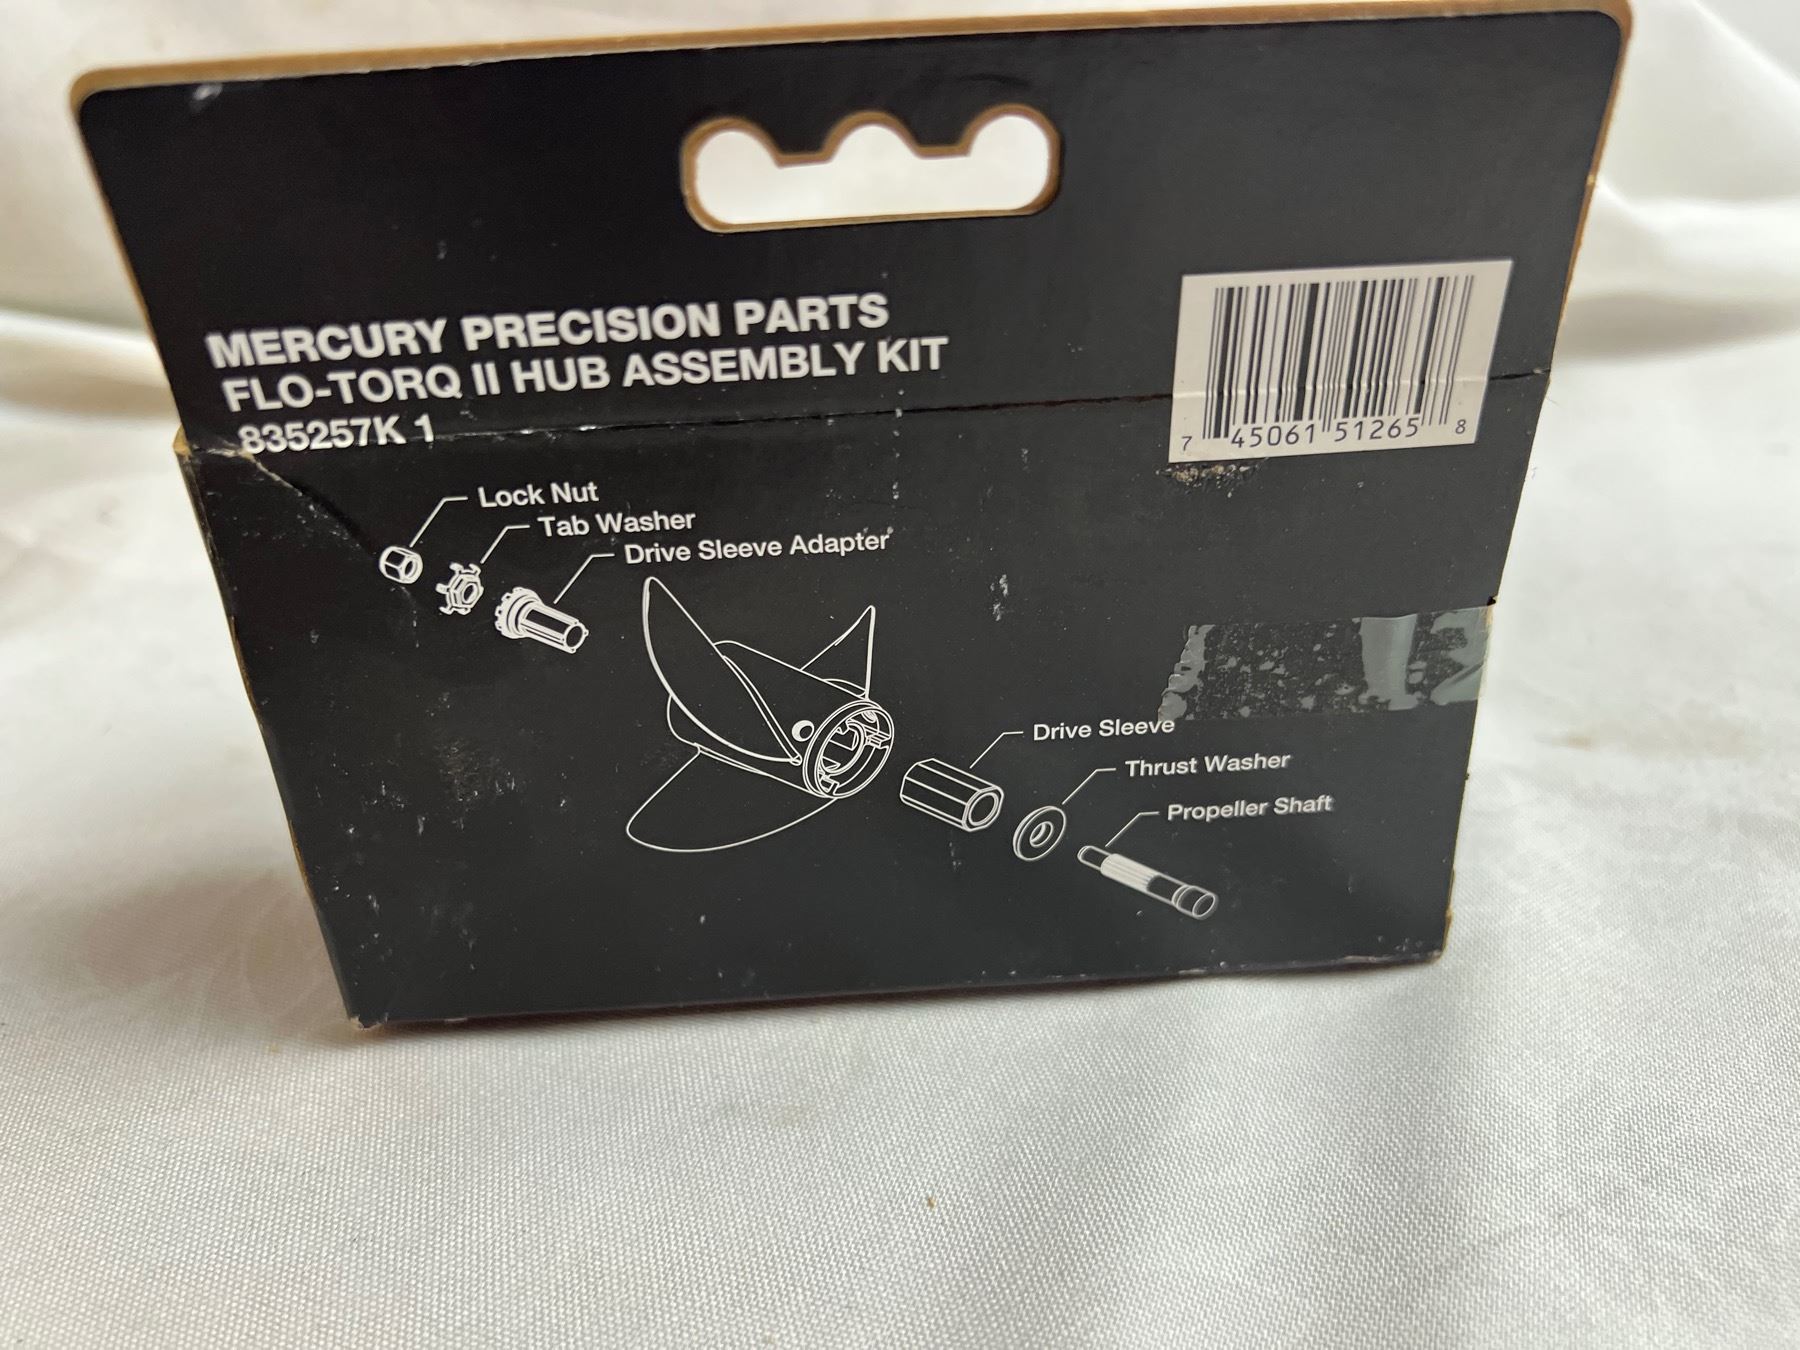 MERCURY PRECISION PARTS
FLO-TORQ II HUB ASSEMBLY KIT
835257K 1
7 45061 51265 8
Lock Nut
Tab Washer
Drive Sleeve Adapter
Drive Sleeve
Thrust Washer
Propeller Shaft